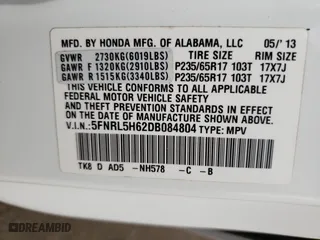 MFD. BY HONDA MFG. OF ALABAMA, LLC 05/'13
GVWR 2730KG(6019LBS) TIRE SIZE RIM SIZE
GAWR F 1320KG(2910LBS) P235/65R17 103T 17X7J
GAWR R 1515KG(3340LBS) P235/65R17 103T 17X7J
THIS VEHICLE CONFORMS TO ALL APPLICABLE FEDERAL
MOTOR VEHICLE SAFETY AND THEFT PREVENTION
STANDARDS IN EFFECT ON THE DATE OF
MANUFACTURE SHOWN ABOVE.
V.I.N: 5FNRL5H62DB084804 TYPE: MPV
TK8 D AD5 -NH578 -C -B
DREAMBID